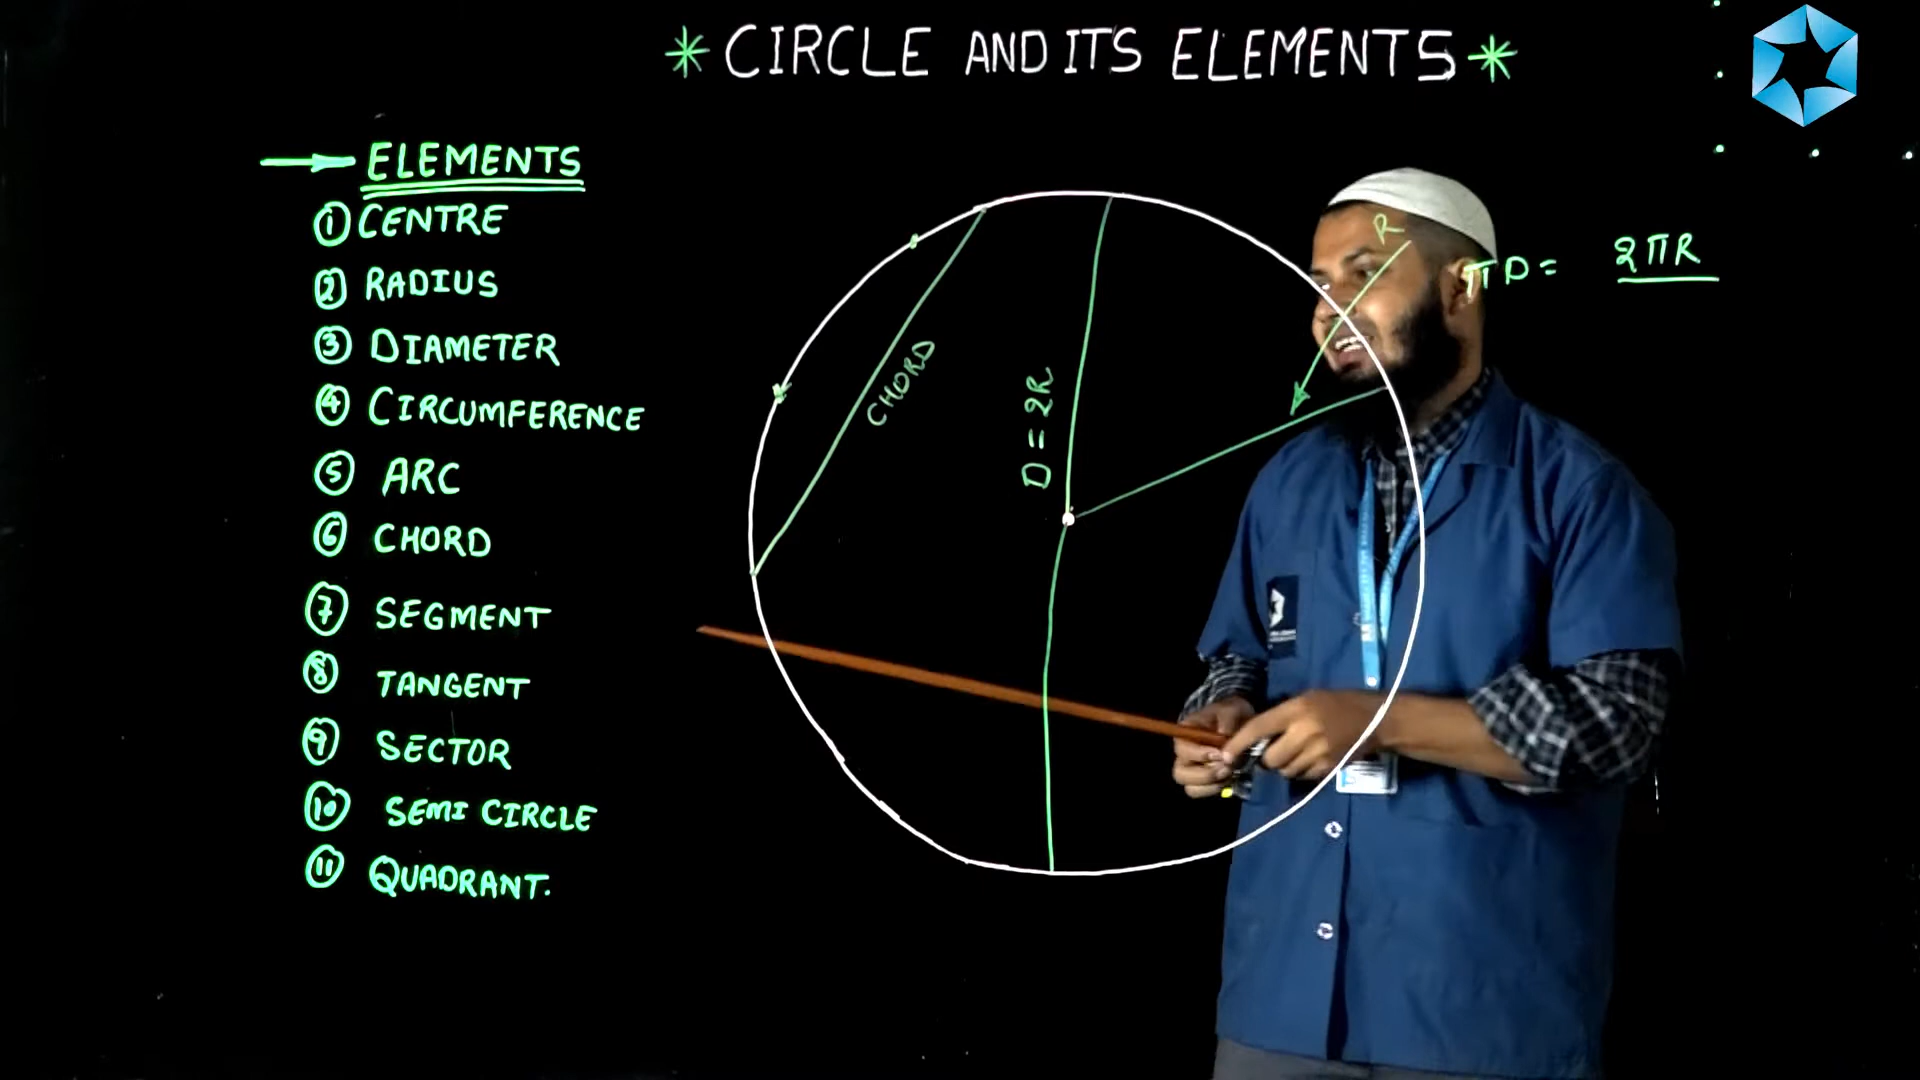 * CIRCLE AND ITS ELEMENTS *
→ ELEMENTS
① CENTRE
② RADIUS
③ DIAMETER
④ CIRCUMFERENCE
⑤ ARC
⑥ CHORD
⑦ SEGMENT
⑧ TANGENT
⑨ SECTOR
⑩ SEMI CIRCLE
⑪ QUADRANT.
CHORD
D = 2R
R
πD = 2πR